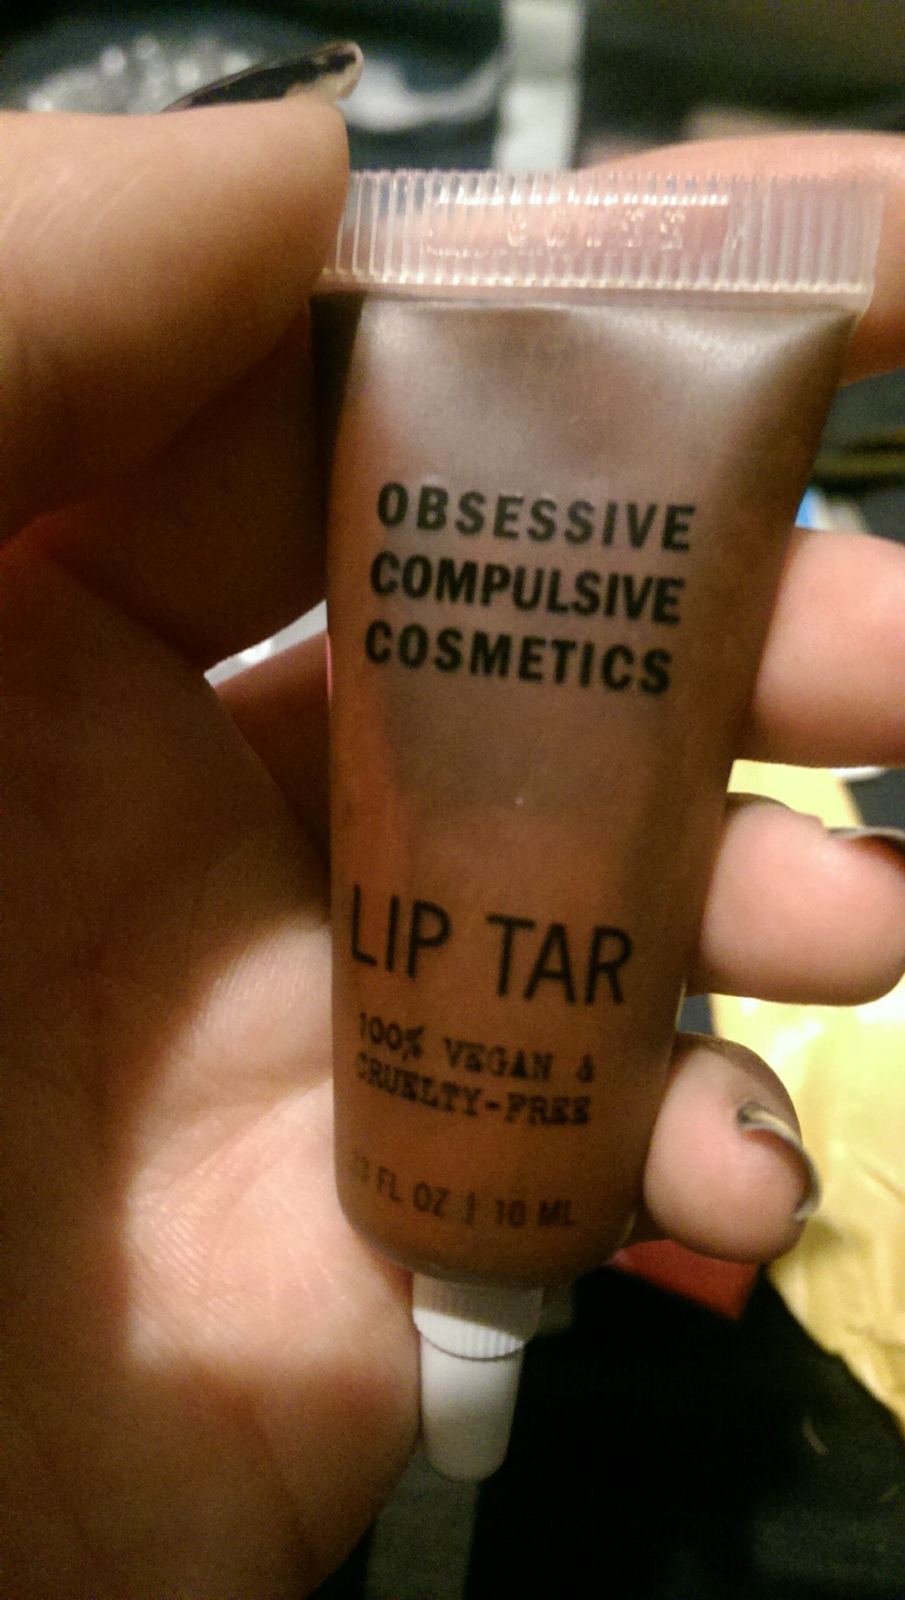 OBSESSIVE
COMPULSIVE
COSMETICS
LIP TAR
100% VEGAN &
CRUELTY-FREE
FL OZ | 10 ML